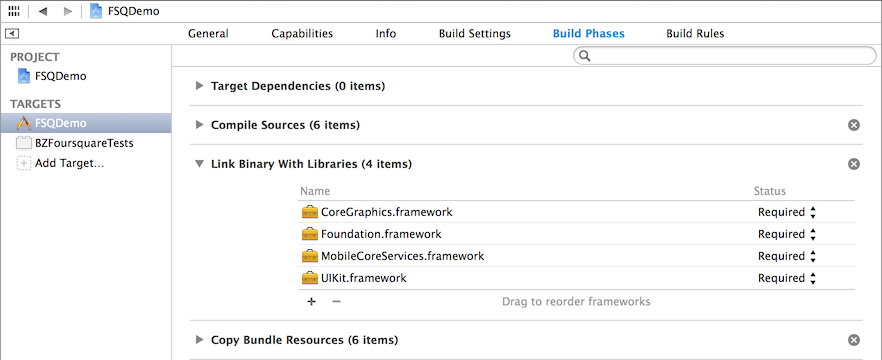 FSQDemo
General Capabilities Info Build Settings Build Phases Build Rules
PROJECT
FSQDemo
TARGETS
FSQDemo
BZFoursquareTests
Add Target...
Target Dependencies (0 items)
Compile Sources (6 items)
Link Binary With Libraries (4 items)
Name Status
CoreGraphics.framework Required
Foundation.framework Required
MobileCoreServices.framework Required
UIKit.framework Required
+ − Drag to reorder frameworks
Copy Bundle Resources (6 items)